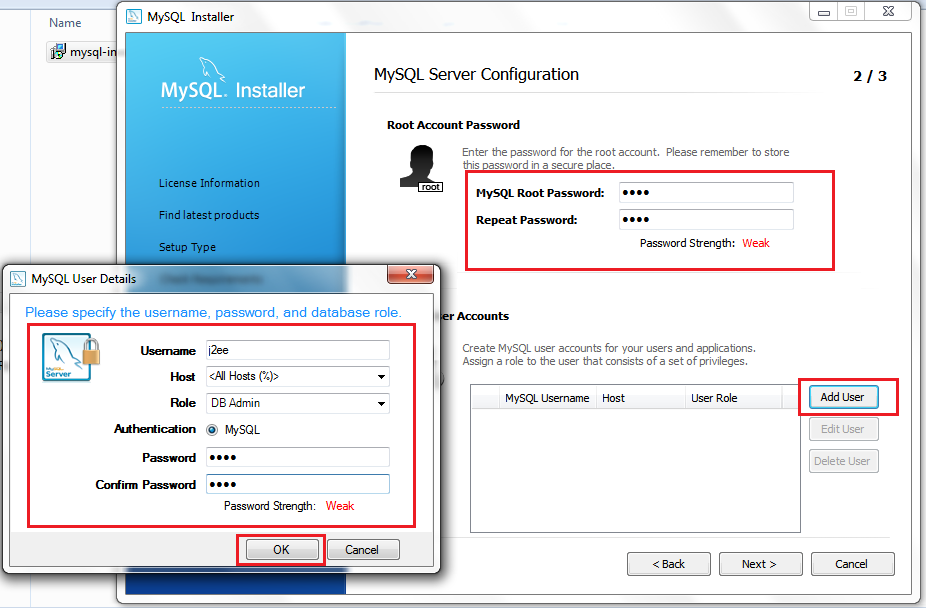 Name
mysql-in
MySQL Installer
MySQL Installer
License Information
Find latest products
Setup Type
MySQL Server Configuration
2 / 3
Root Account Password
root
Enter the password for the root account. Please remember to store
this password in a secure place.
MySQL Root Password: ●●●●
Repeat Password: ●●●●
Password Strength: Weak
er Accounts
Create MySQL user accounts for your users and applications.
Assign a role to the user that consists of a set of privileges.
MySQL Username Host User Role
Add User
Edit User
Delete User
< Back Next > Cancel
MySQL User Details
Please specify the username, password, and database role.
MySQL
Server
Username j2ee
Host <All Hosts (%)>
Role DB Admin
Authentication MySQL
Password ●●●●
Confirm Password ●●●●
Password Strength: Weak
OK Cancel